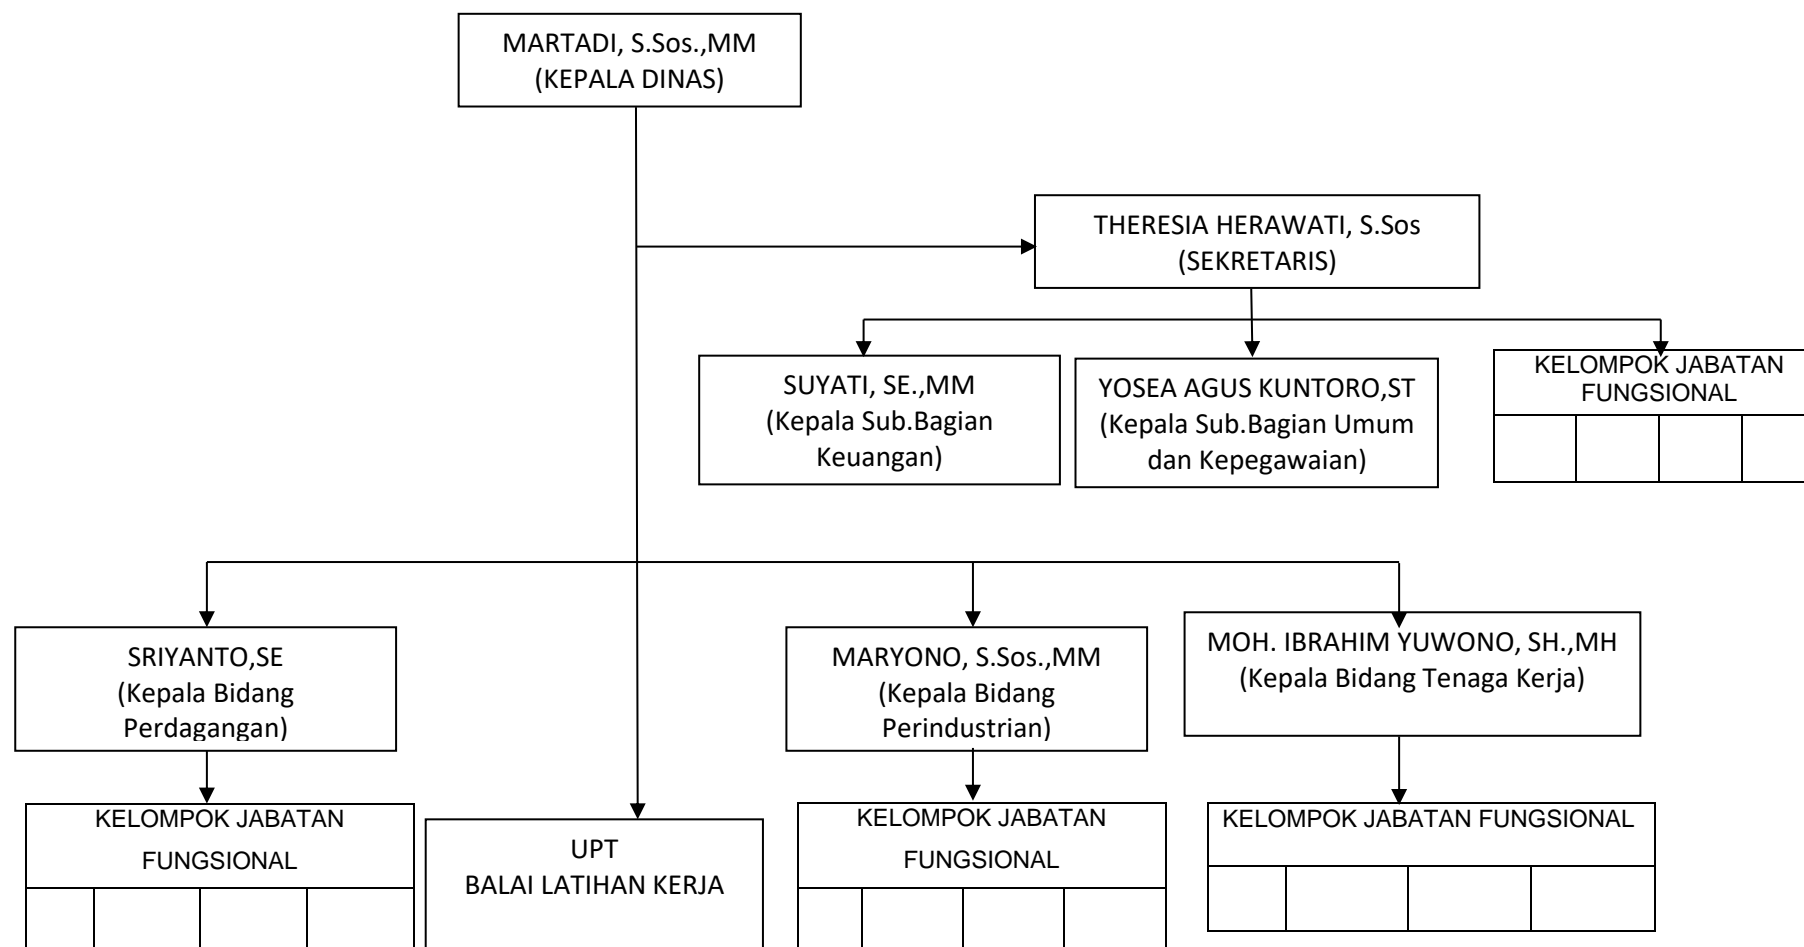 MARTADI, S.Sos.,MM
(KEPALA DINAS)
THERESIA HERAWATI, S.Sos
(SEKRETARIS)
SUYATI, SE.,MM
(Kepala Sub.Bagian
Keuangan)
YOSEA AGUS KUNTORO,ST
(Kepala Sub.Bagian Umum
dan Kepegawaian)
KELOMPOK JABATAN
FUNGSIONAL
SRIYANTO,SE
(Kepala Bidang
Perdagangan)
MARYONO, S.Sos.,MM
(Kepala Bidang
Perindustrian)
MOH. IBRAHIM YUWONO, SH.,MH
(Kepala Bidang Tenaga Kerja)
KELOMPOK JABATAN
FUNGSIONAL
UPT
BALAI LATIHAN KERJA
KELOMPOK JABATAN
FUNGSIONAL
KELOMPOK JABATAN FUNGSIONAL